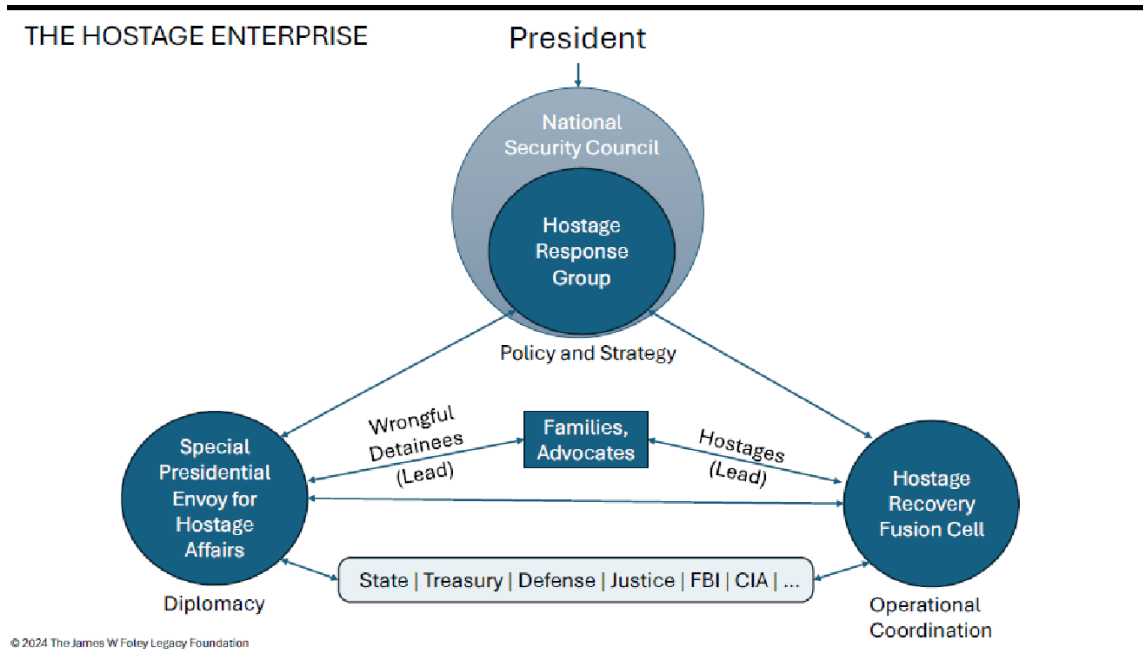 THE HOSTAGE ENTERPRISE
President
National
Security Council
Hostage
Response
Group
Policy and Strategy
Wrongful
Detainees
(Lead)
Families,
Advocates
Hostages
(Lead)
Special
Presidential
Envoy for
Hostage
Affairs
Hostage
Recovery
Fusion Cell
State | Treasury | Defense | Justice | FBI | CIA | ...
Diplomacy
Operational
Coordination
© 2024 The James W Foley Legacy Foundation